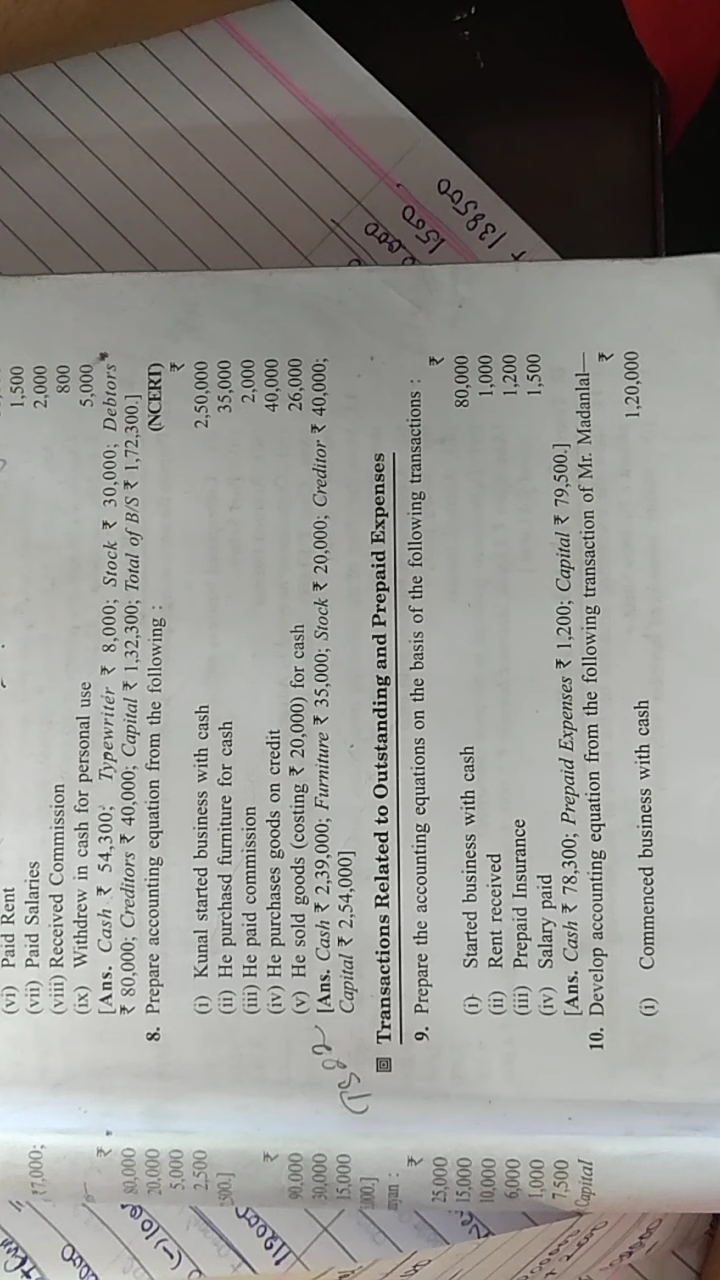 (vi) Paid Rent 1,500
(vii) Paid Salaries 2,000
(viii) Received Commission 800
(ix) Withdrew in cash for personal use 5,000
[Ans. Cash ₹ 54,300; Typewriter ₹ 8,000; Stock ₹ 30,000; Debtors
₹ 80,000; Creditors ₹ 40,000; Capital ₹ 1,32,300; Total of B/S ₹ 1,72,300.]
8. Prepare accounting equation from the following : (NCERT)
₹
(i) Kunal started business with cash 2,50,000
(ii) He purchasd furniture for cash 35,000
(iii) He paid commission 2,000
(iv) He purchases goods on credit 40,000
(v) He sold goods (costing ₹ 20,000) for cash 26,000
[Ans. Cash ₹ 2,39,000; Furniture ₹ 35,000; Stock ₹ 20,000; Creditor ₹ 40,000;
Capital ₹ 2,54,000]
Transactions Related to Outstanding and Prepaid Expenses
9. Prepare the accounting equations on the basis of the following transactions :
₹
(i) Started business with cash 80,000
(ii) Rent received 1,000
(iii) Prepaid Insurance 1,200
(iv) Salary paid 1,500
[Ans. Cash ₹ 78,300; Prepaid Expenses ₹ 1,200; Capital ₹ 79,500.]
10. Develop accounting equation from the following transaction of Mr. Madanlal—
₹
(i) Commenced business with cash 1,20,000
₹
80,000
20,000
5,000
2,500
₹
90,000
30,000
15,000
₹
25,000
15,000
10,000
6,000
1,000
7,500
Capital
1500
138500